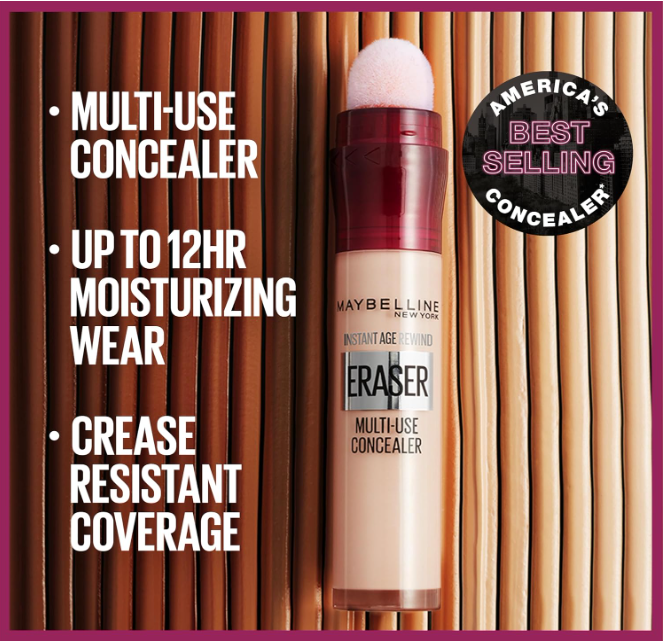 • MULTI-USE
CONCEALER
• UP TO 12HR
MOISTURIZING
WEAR
• CREASE
RESISTANT
COVERAGE
MAYBELLINE
NEW YORK
INSTANT AGE REWIND
ERASER
MULTI-USE
CONCEALER
AMERICA'S
BEST
SELLING
CONCEALER*